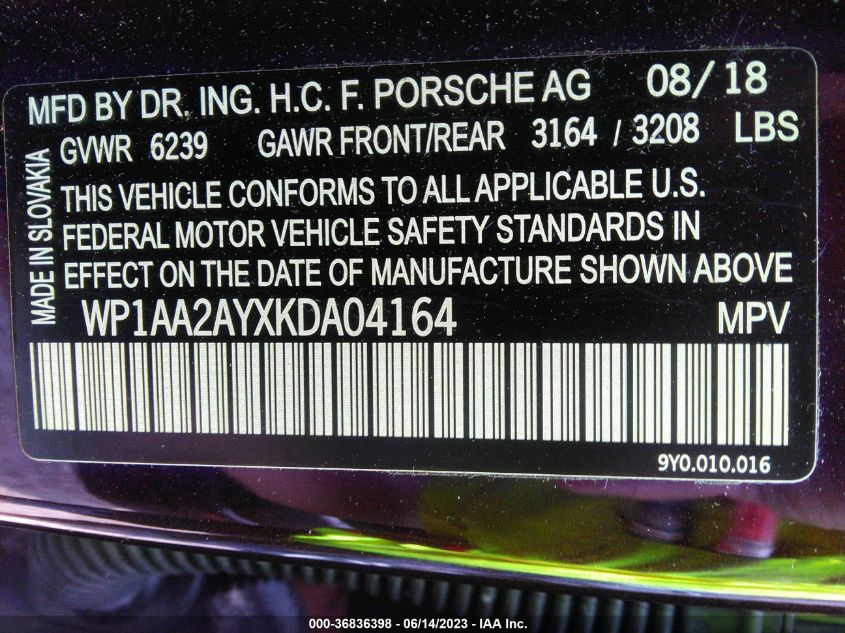 MFD BY DR. ING. H.C. F. PORSCHE AG 08/18
GVWR 6239 GAWR FRONT/REAR 3164 / 3208 LBS
THIS VEHICLE CONFORMS TO ALL APPLICABLE U.S.
FEDERAL MOTOR VEHICLE SAFETY STANDARDS IN
EFFECT ON THE DATE OF MANUFACTURE SHOWN ABOVE
MADE IN SLOVAKIA
WP1AA2AYXKDA04164 MPV
9Y0.010.016
000-36836398 - 06/14/2023 - IAA Inc.